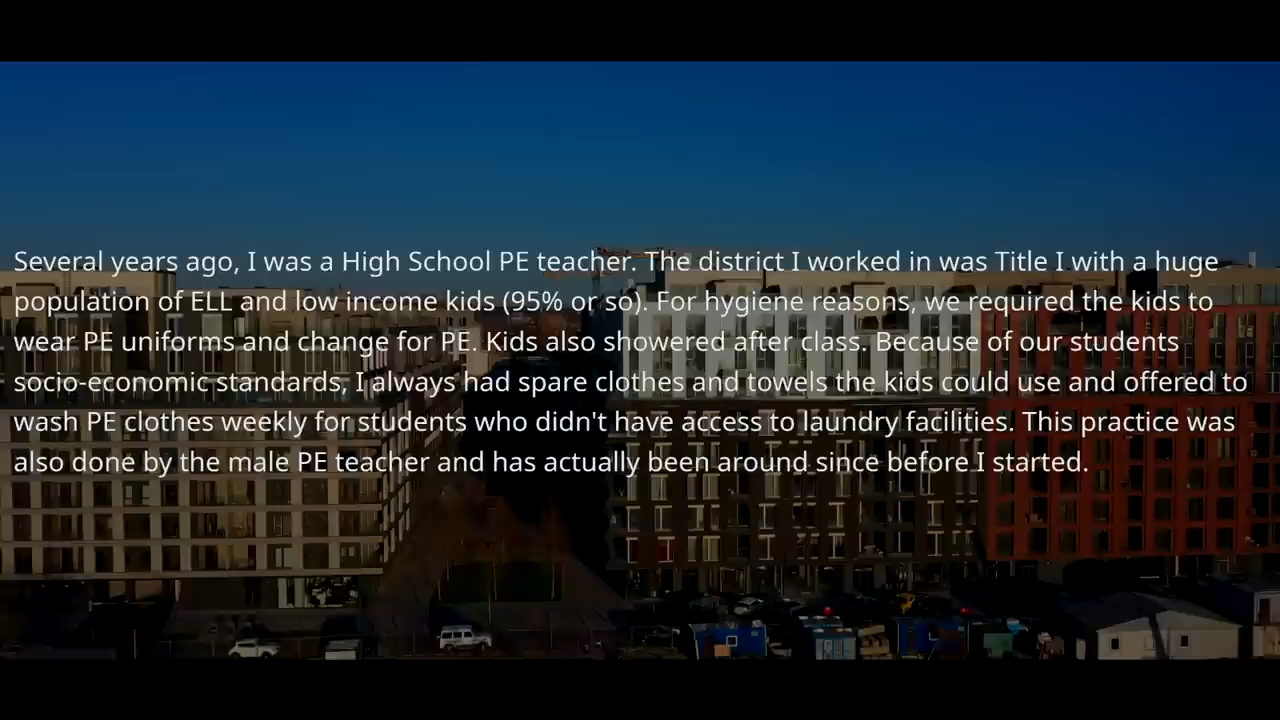 Several years ago, I was a High School PE teacher. The district I worked in was Title I with a huge
population of ELL and low income kids (95% or so). For hygiene reasons, we required the kids to
wear PE uniforms and change for PE. Kids also showered after class. Because of our students
socio-economic standards, I always had spare clothes and towels the kids could use and offered to
wash PE clothes weekly for students who didn't have access to laundry facilities. This practice was
also done by the male PE teacher and has actually been around since before I started.